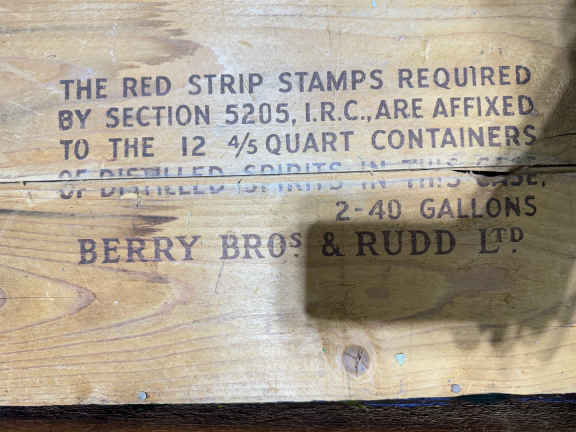 THE RED STRIP STAMPS REQUIRED
BY SECTION 5205, I.R.C., ARE AFFIXED
TO THE 12 4/5 QUART CONTAINERS
OF DISTILLED SPIRITS IN THIS CASE,
2-40 GALLONS
BERRY BROS. & RUDD LTD.